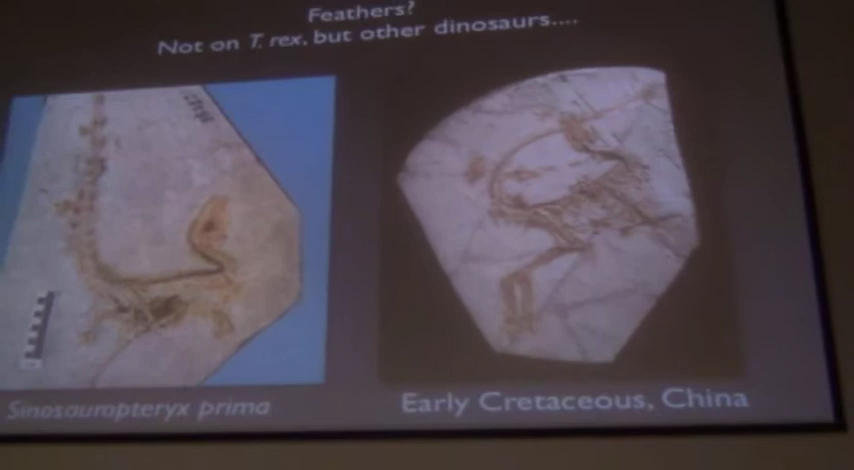 Feathers?
Not on T. rex, but other dinosaurs....
Sinosauropteryx prima
Early Cretaceous, China